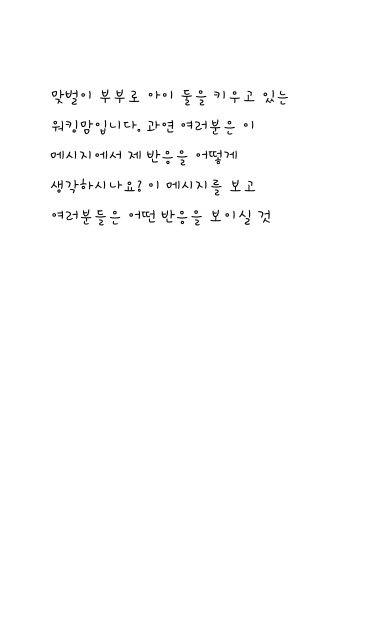 맞벌이 부부로 아이 둘을 키우고 있는
워킹맘입니다. 과연 여러분은 이
메시지에서 제 반응을 어떻게
생각하시나요? 이 메시지를 보고
여러분들은 어떤 반응을 보이실 것